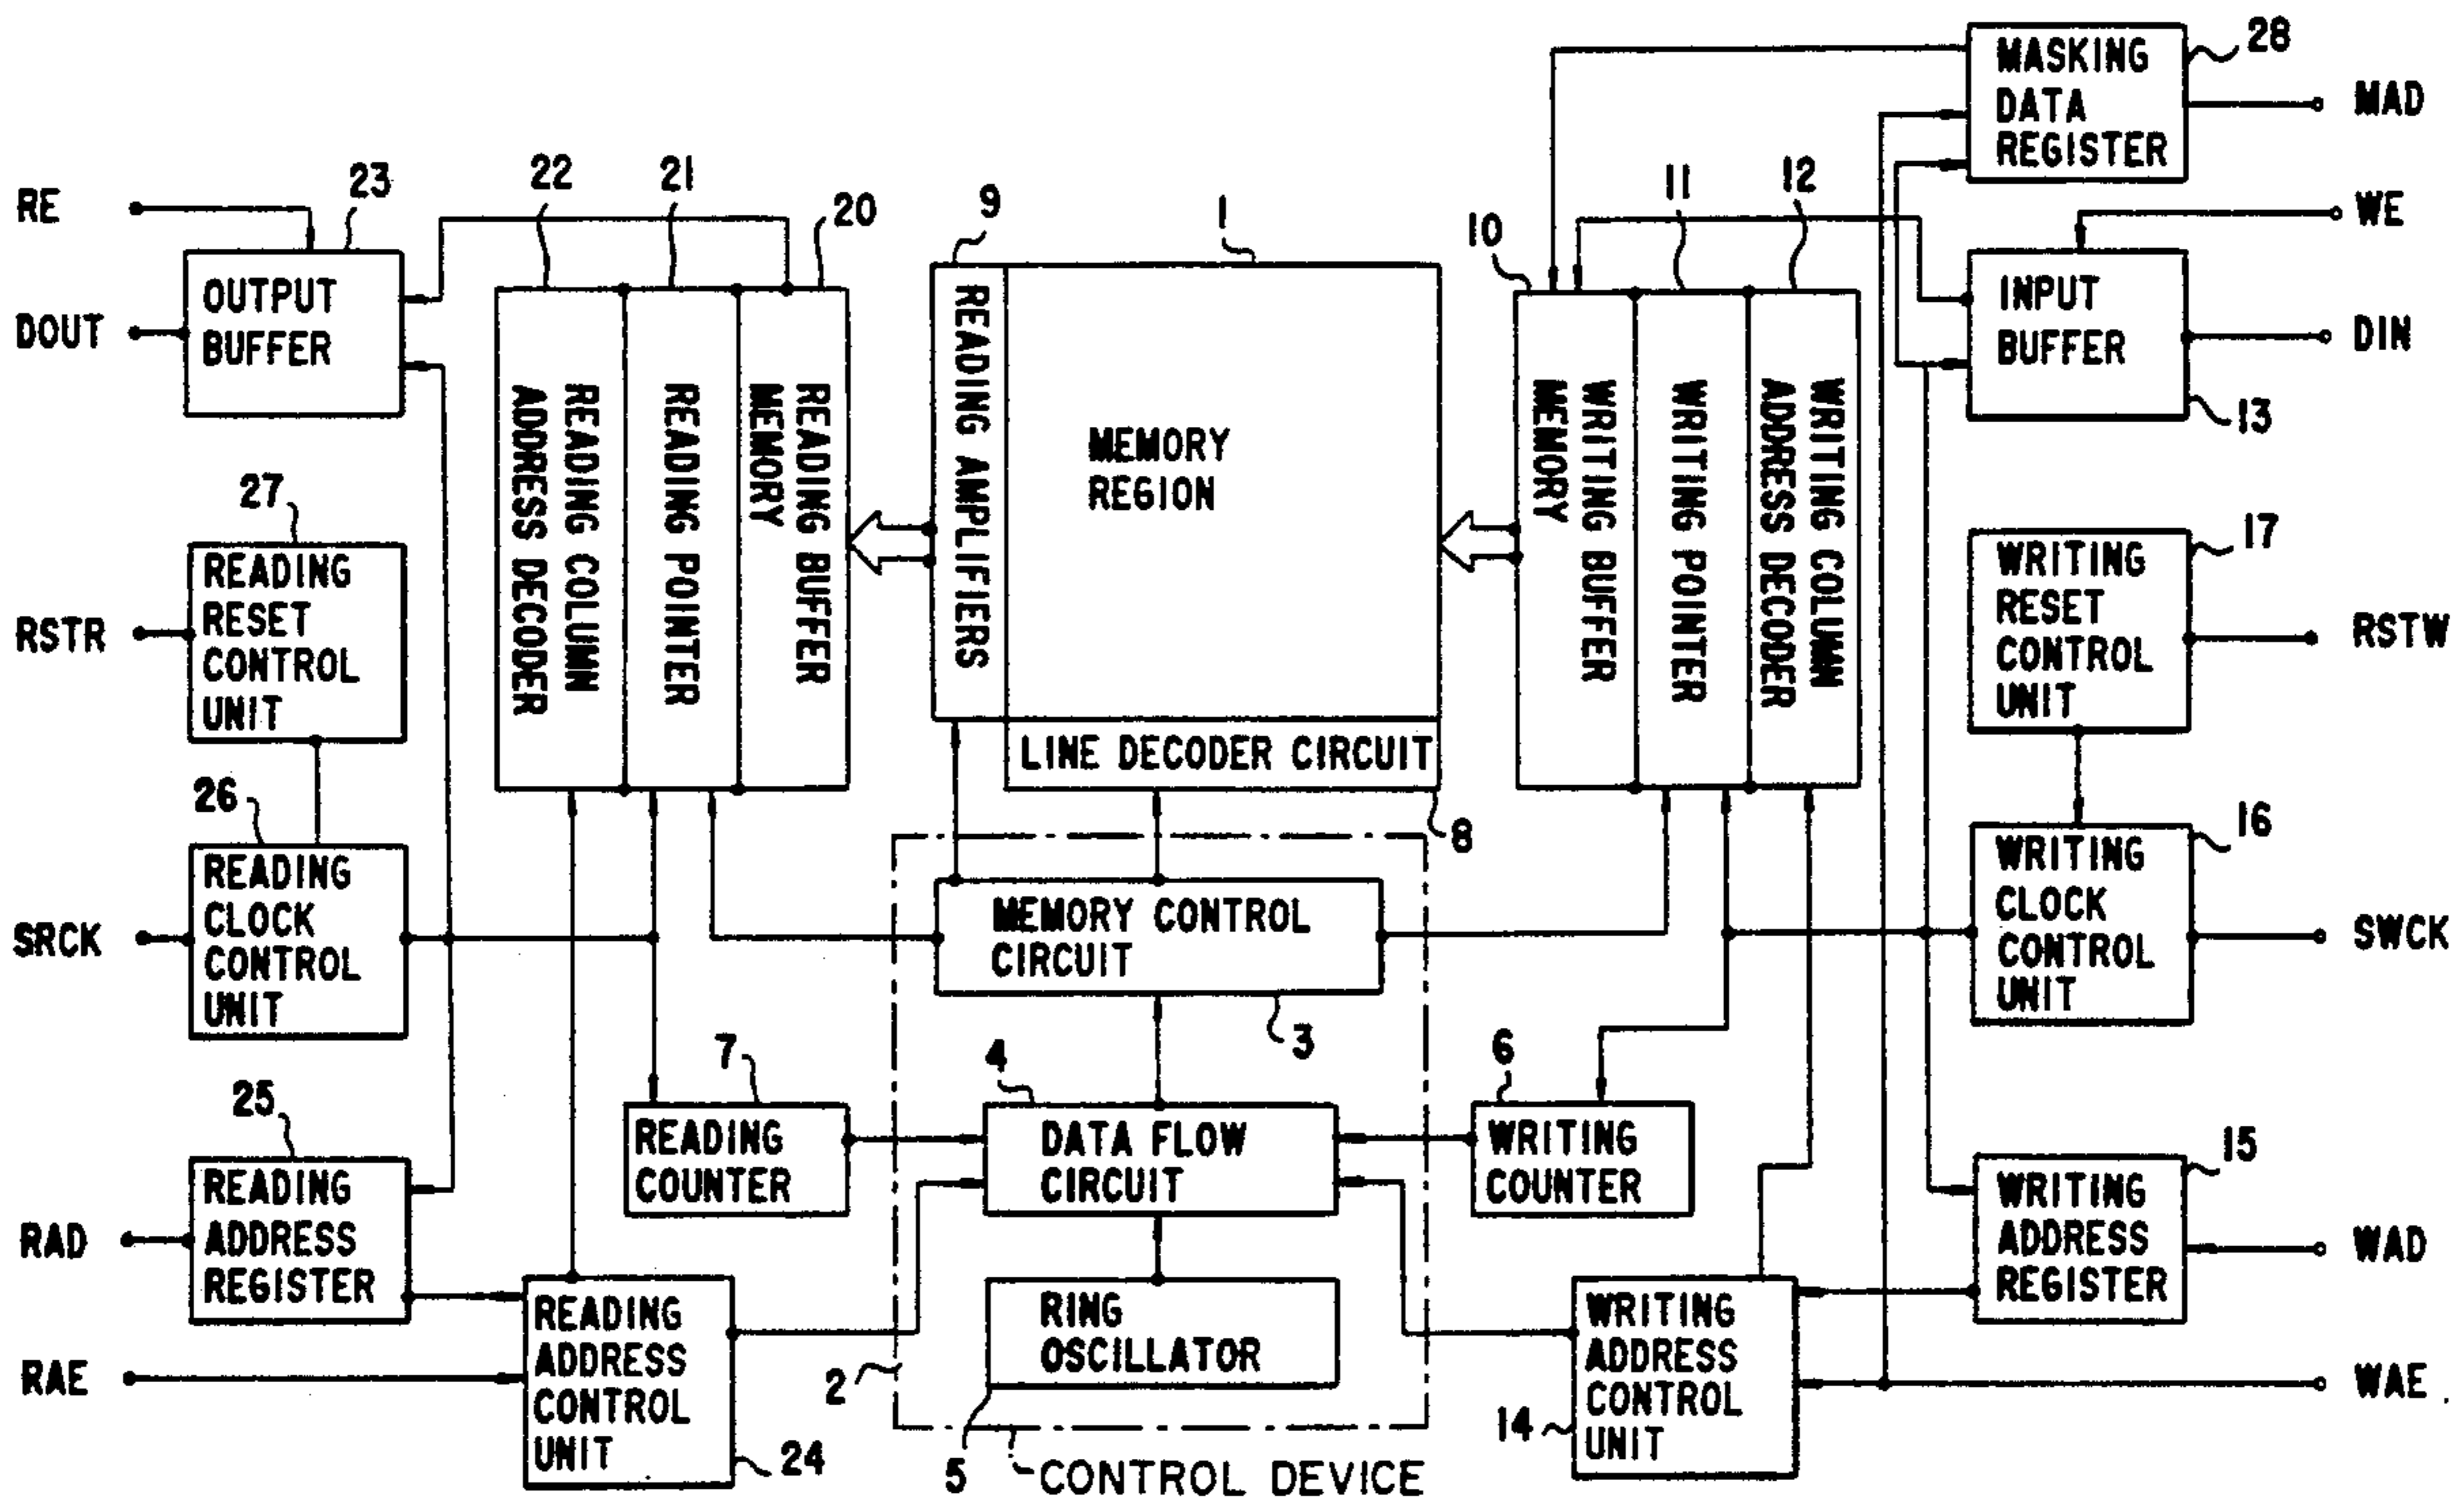 MASKING
DATA
REGISTER
28
MAD
RE
23
22
21
20
9
1
10
11
12
WE
OUTPUT
BUFFER
DOUT
INPUT
BUFFER
DIN
13
READING COLUMN
ADDRESS DECODER
READING POINTER
READING BUFFER
MEMORY
READING AMPLIFIERS
MEMORY
REGION
WRITING BUFFER
MEMORY
WRITING POINTER
WRITING COLUMN
ADDRESS DECODER
27
READING
RESET
CONTROL
UNIT
RSTR
17
WRITING
RESET
CONTROL
UNIT
RSTW
LINE DECODER CIRCUIT
8
26
READING
CLOCK
CONTROL
UNIT
SRCK
MEMORY CONTROL
CIRCUIT
3
16
WRITING
CLOCK
CONTROL
UNIT
SWCK
7
READING
COUNTER
4
DATA FLOW
CIRCUIT
6
WRITING
COUNTER
25
READING
ADDRESS
REGISTER
RAD
15
WRITING
ADDRESS
REGISTER
WAD
RAE
READING
ADDRESS
CONTROL
UNIT
24
2
RING
OSCILLATOR
5
CONTROL DEVICE
14
WRITING
ADDRESS
CONTROL
UNIT
WAE